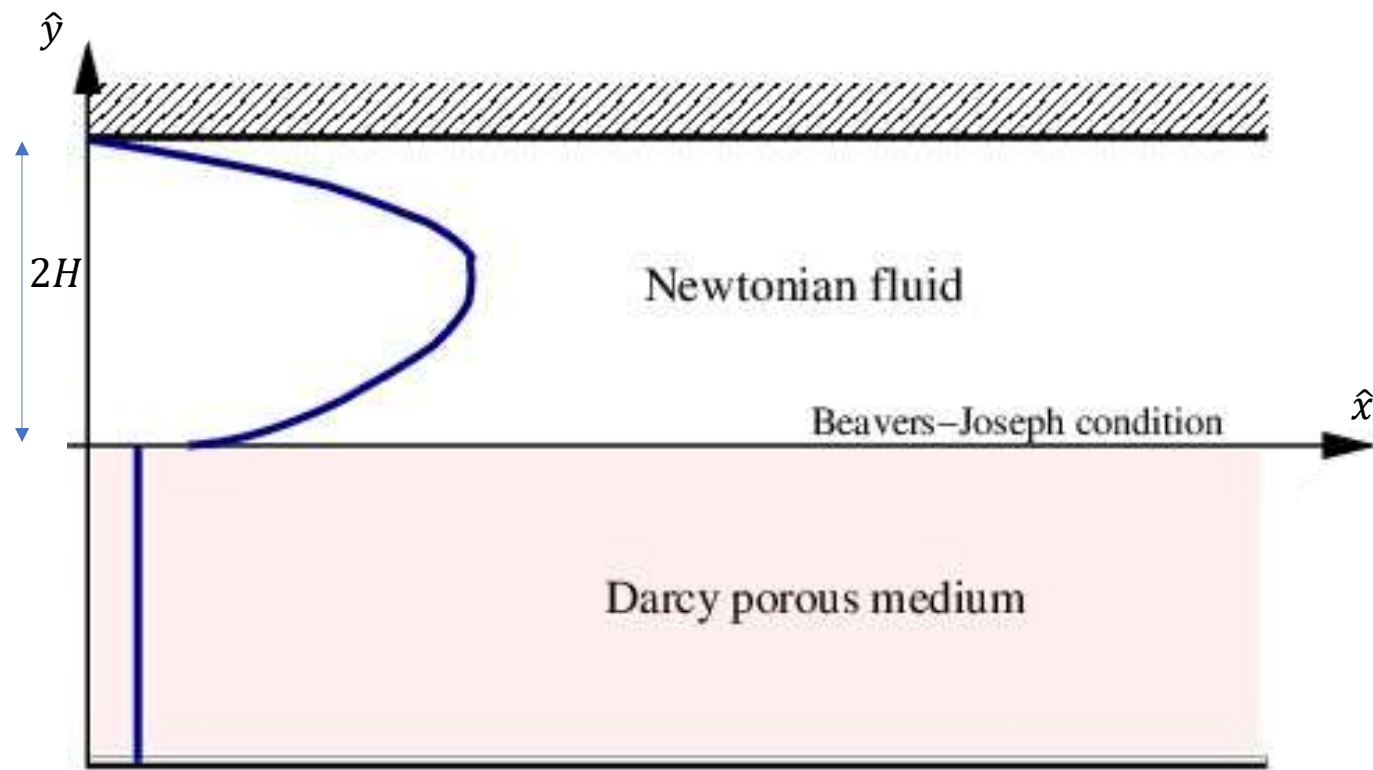 ŷ
2H
Newtonian fluid
Beavers–Joseph condition
x̂
Darcy porous medium